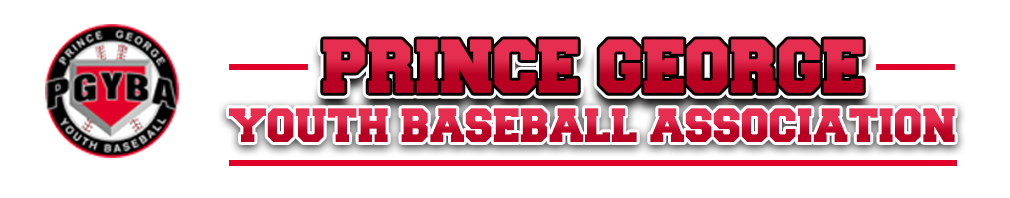 PRINCE GEORGE
PGYBA
YOUTH BASEBALL
PRINCE GEORGE
YOUTH BASEBALL ASSOCIATION